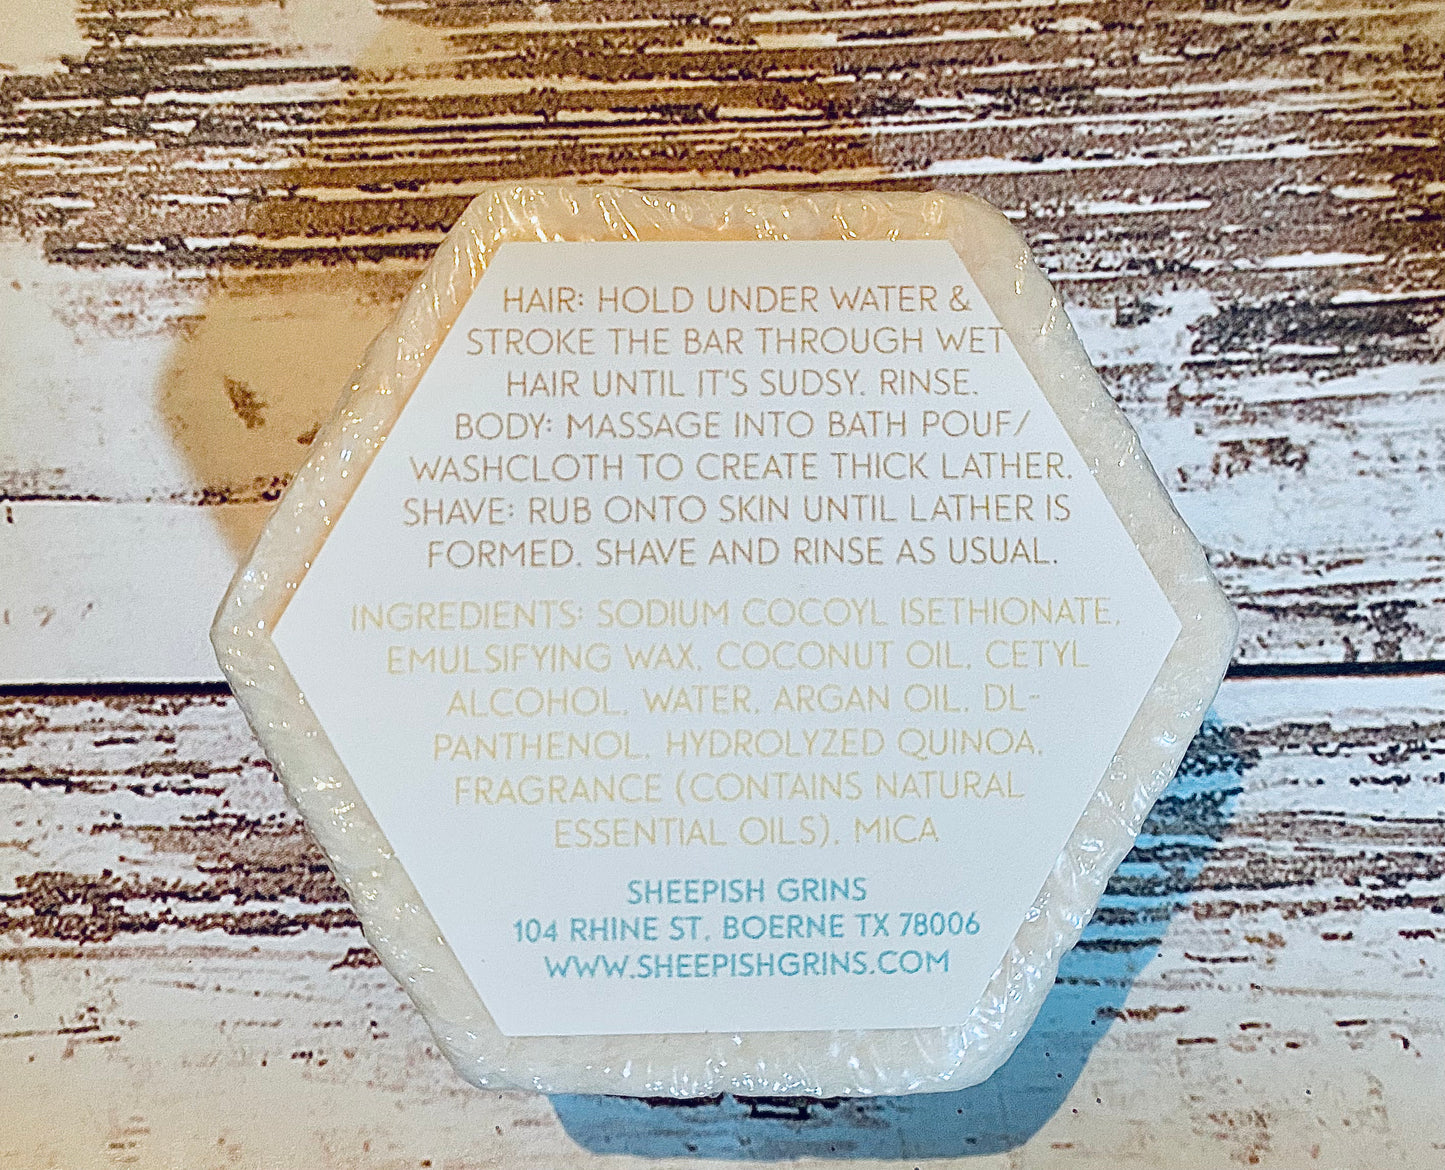 HAIR: HOLD UNDER WATER &
STROKE THE BAR THROUGH WET
HAIR UNTIL IT'S SUDSY. RINSE.
BODY: MASSAGE INTO BATH POUF/
WASHCLOTH TO CREATE THICK LATHER.
SHAVE: RUB ONTO SKIN UNTIL LATHER IS
FORMED. SHAVE AND RINSE AS USUAL.
INGREDIENTS: SODIUM COCOYL ISETHIONATE,
EMULSIFYING WAX, COCONUT OIL, CETYL
ALCOHOL, WATER, ARGAN OIL, DL-
PANTHENOL, HYDROLYZED QUINOA,
FRAGRANCE (CONTAINS NATURAL
ESSENTIAL OILS), MICA
SHEEPISH GRINS
104 RHINE ST, BOERNE TX 78006
WWW.SHEEPISHGRINS.COM